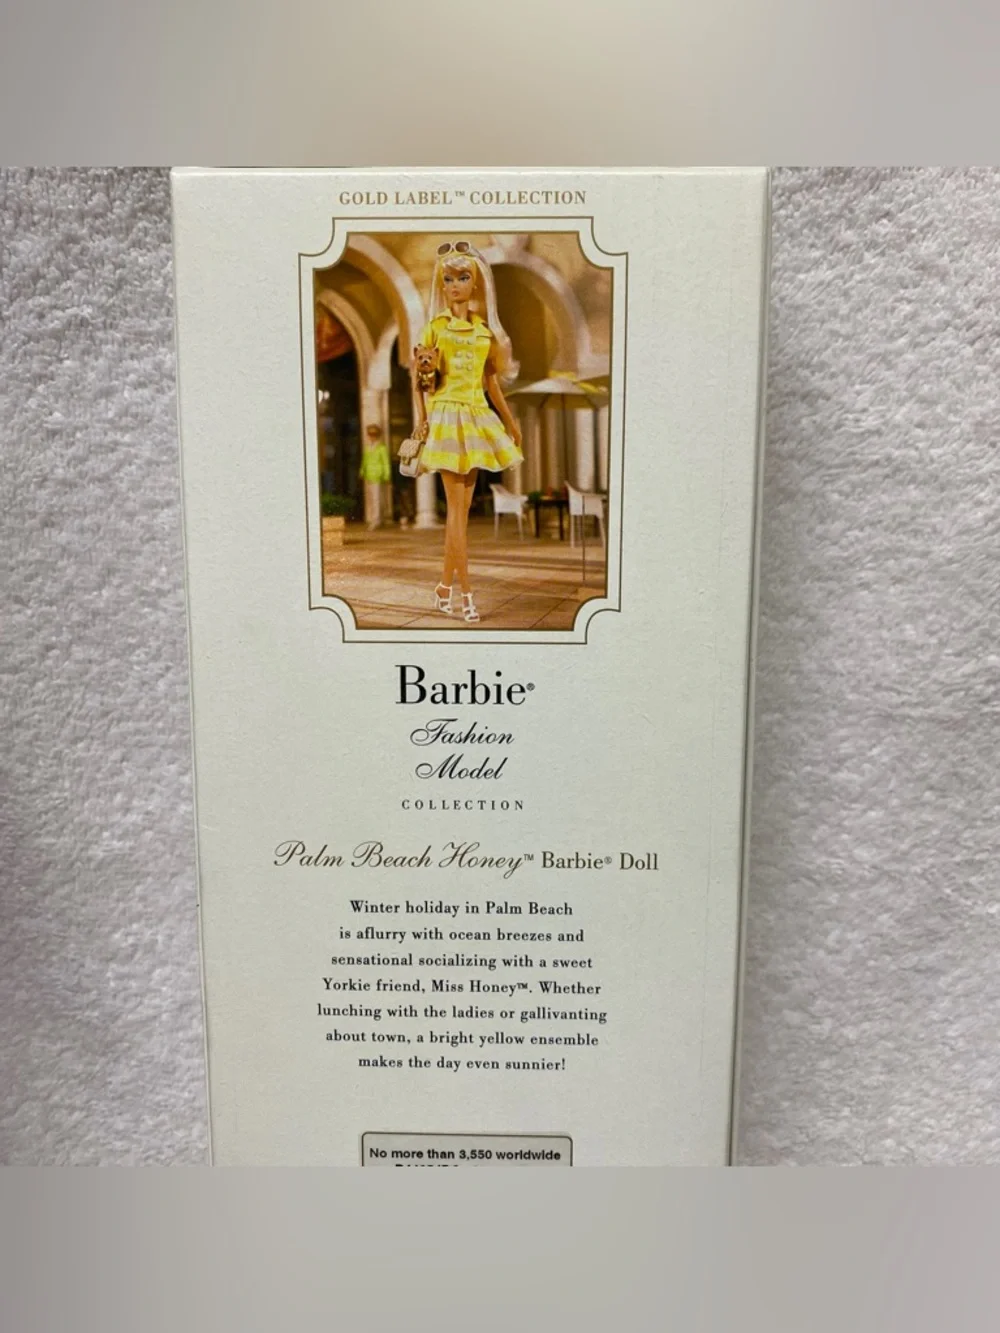 GOLD LABEL™ COLLECTION
Barbie®
Fashion
Model
COLLECTION
Palm Beach Honey™ Barbie® Doll
Winter holiday in Palm Beach
is aflurry with ocean breezes and
sensational socializing with a sweet
Yorkie friend, Miss Honey™. Whether
lunching with the ladies or gallivanting
about town, a bright yellow ensemble
makes the day even sunnier!
No more than 3,550 worldwide